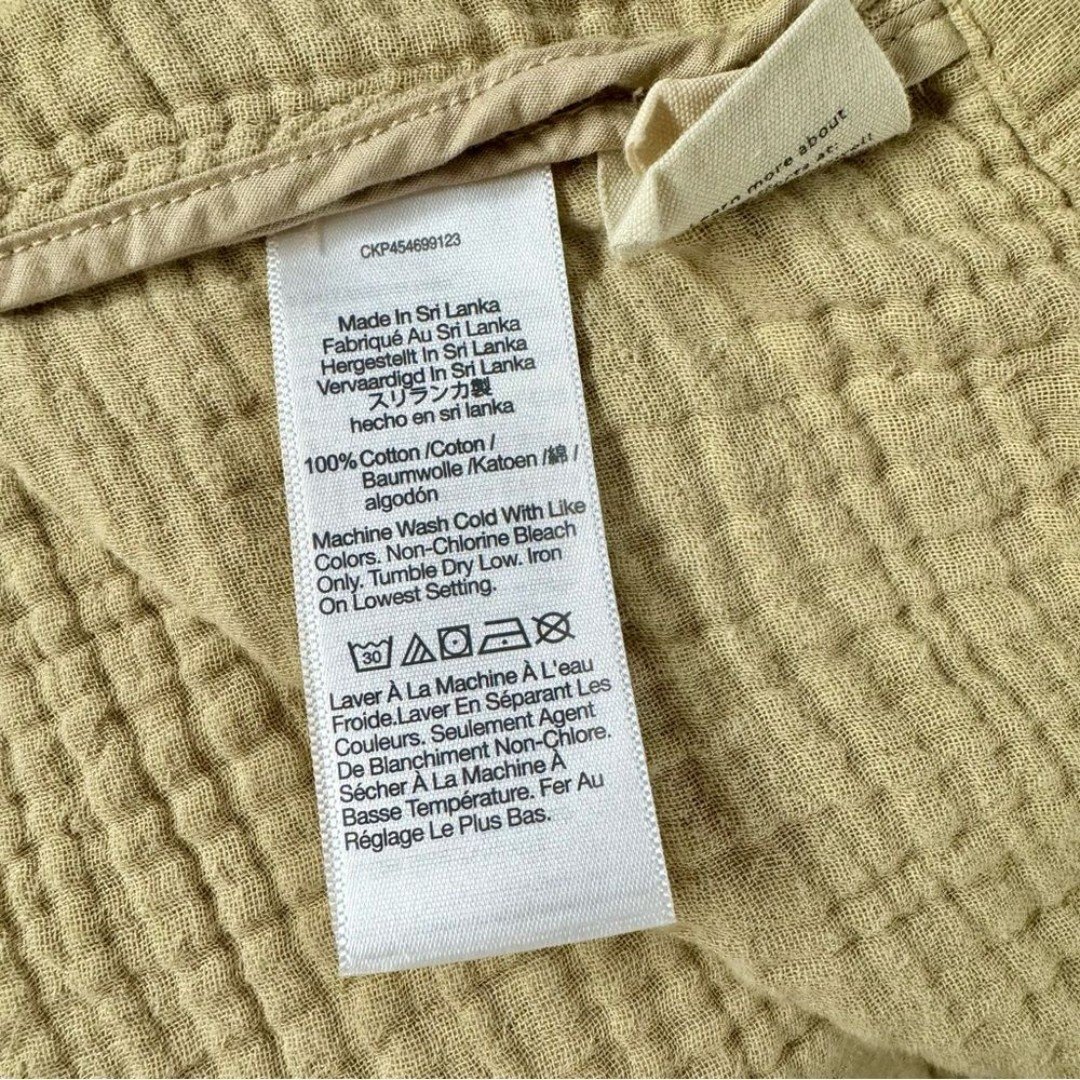 CKP454699123
Made In Sri Lanka
Fabriqué Au Sri Lanka
Hergestellt In Sri Lanka
Vervaardigd In Sri Lanka
スリランカ製
hecho en sri lanka
100% Cotton /Coton /
Baumwolle /Katoen /綿 /
algodón
Machine Wash Cold With Like
Colors. Non-Chlorine Bleach
Only. Tumble Dry Low. Iron
On Lowest Setting.
30
Laver À La Machine À L'eau
Froide.Laver En Séparant Les
Couleurs. Seulement Agent
De Blanchiment Non-Chlore.
Sécher À La Machine À
Basse Température. Fer Au
Réglage Le Plus Bas.
more about
at: